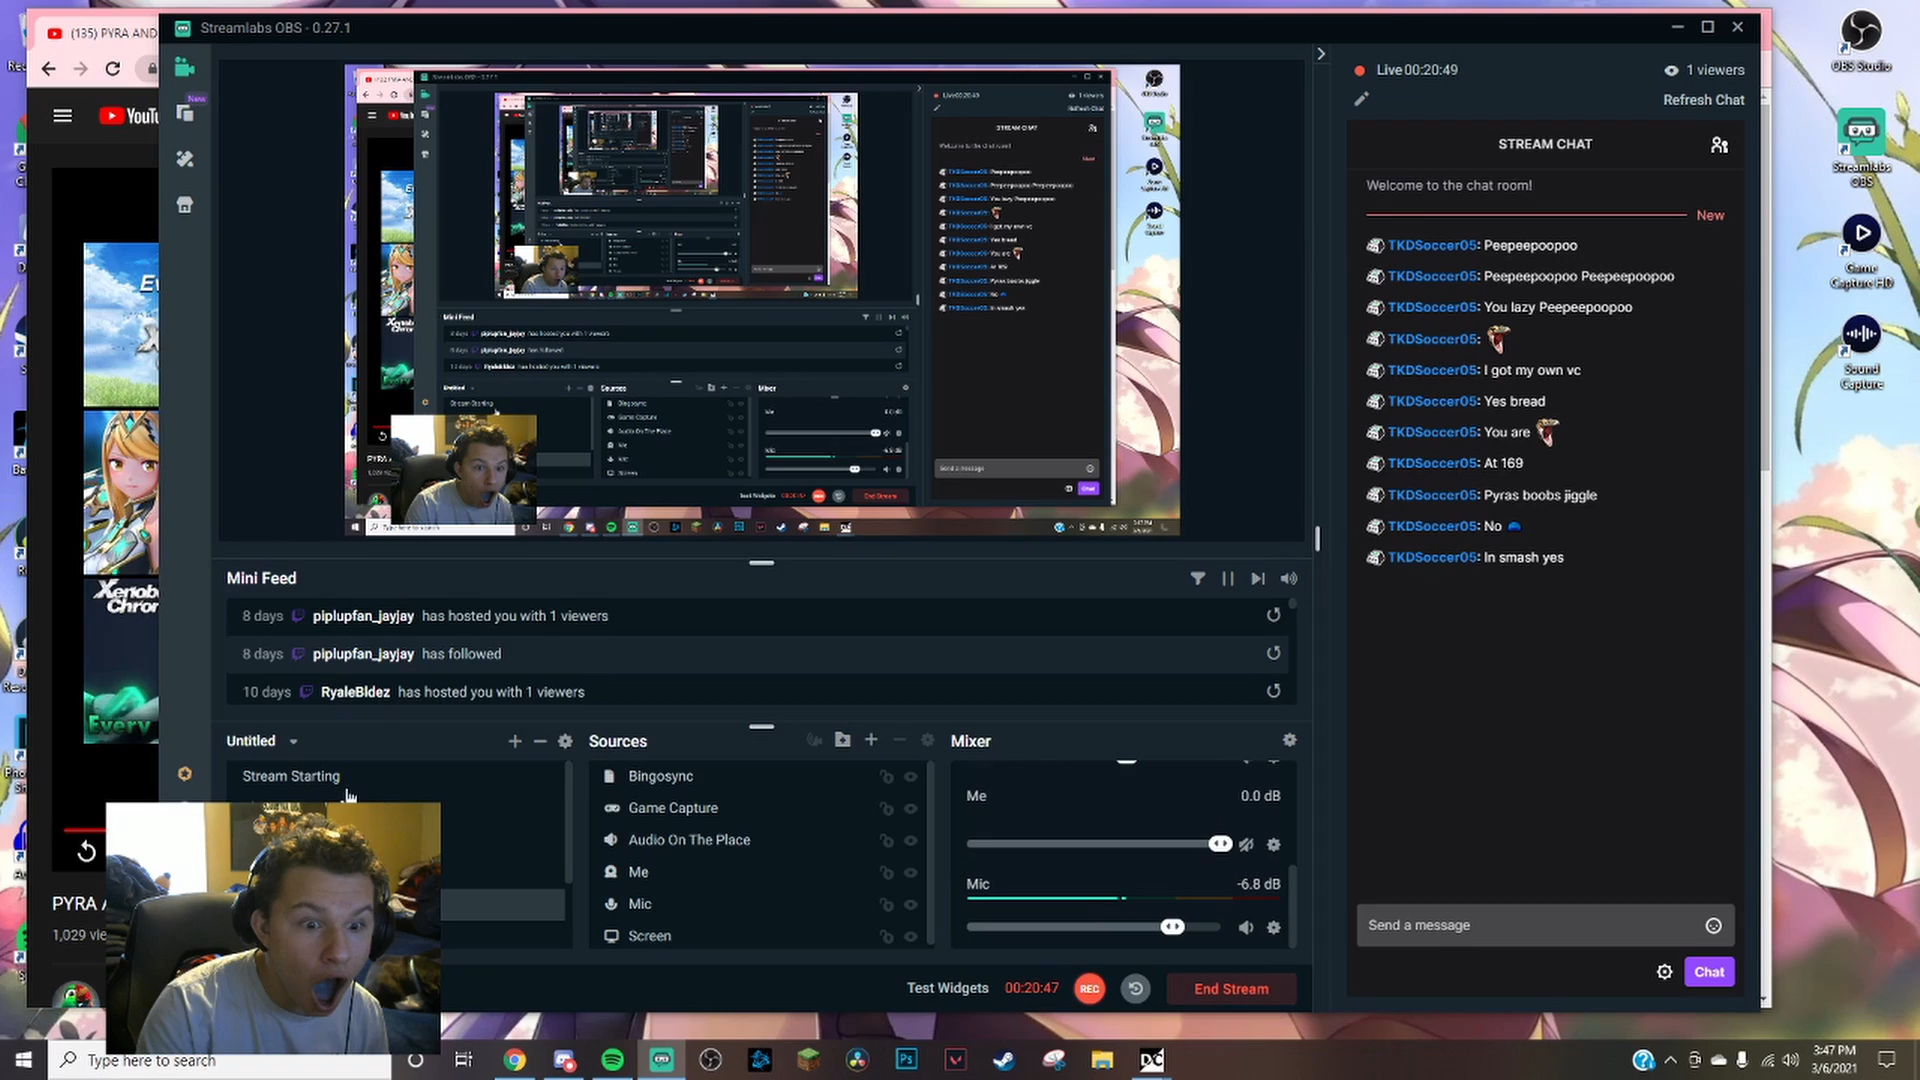 (135) PYRA AND
Streamlabs OBS - 0.27.1
New
YouTu
Xenobla
Chron
Every
PYRA A
1,029 vie
Live 00:20:49
1 viewers
Refresh Chat
STREAM CHAT
Welcome to the chat room!
New
TKDSoccer05: Peepeepoopoo
TKDSoccer05: Peepeepoopoo Peepeepoopoo
TKDSoccer05: You lazy Peepeepoopoo
TKDSoccer05:
TKDSoccer05: I got my own vc
TKDSoccer05: Yes bread
TKDSoccer05: You are
TKDSoccer05: At 169
TKDSoccer05: Pyras boobs jiggle
TKDSoccer05: No
TKDSoccer05: In smash yes
Send a message
Chat
Mini Feed
8 days piplupfan_jayjay has hosted you with 1 viewers
8 days piplupfan_jayjay has followed
10 days RyaleBldez has hosted you with 1 viewers
Untitled
Stream Starting
Sources
Bingosync
Game Capture
Audio On The Place
Me
Mic
Screen
Mixer
Me 0.0 dB
Mic -6.8 dB
Test Widgets 00:20:47 REC End Stream
OBS Studio
Streamlabs
OBS
Game
Capture HD
Sound
Capture
Type here to search
Ps
DC
3:47 PM
3/6/2021